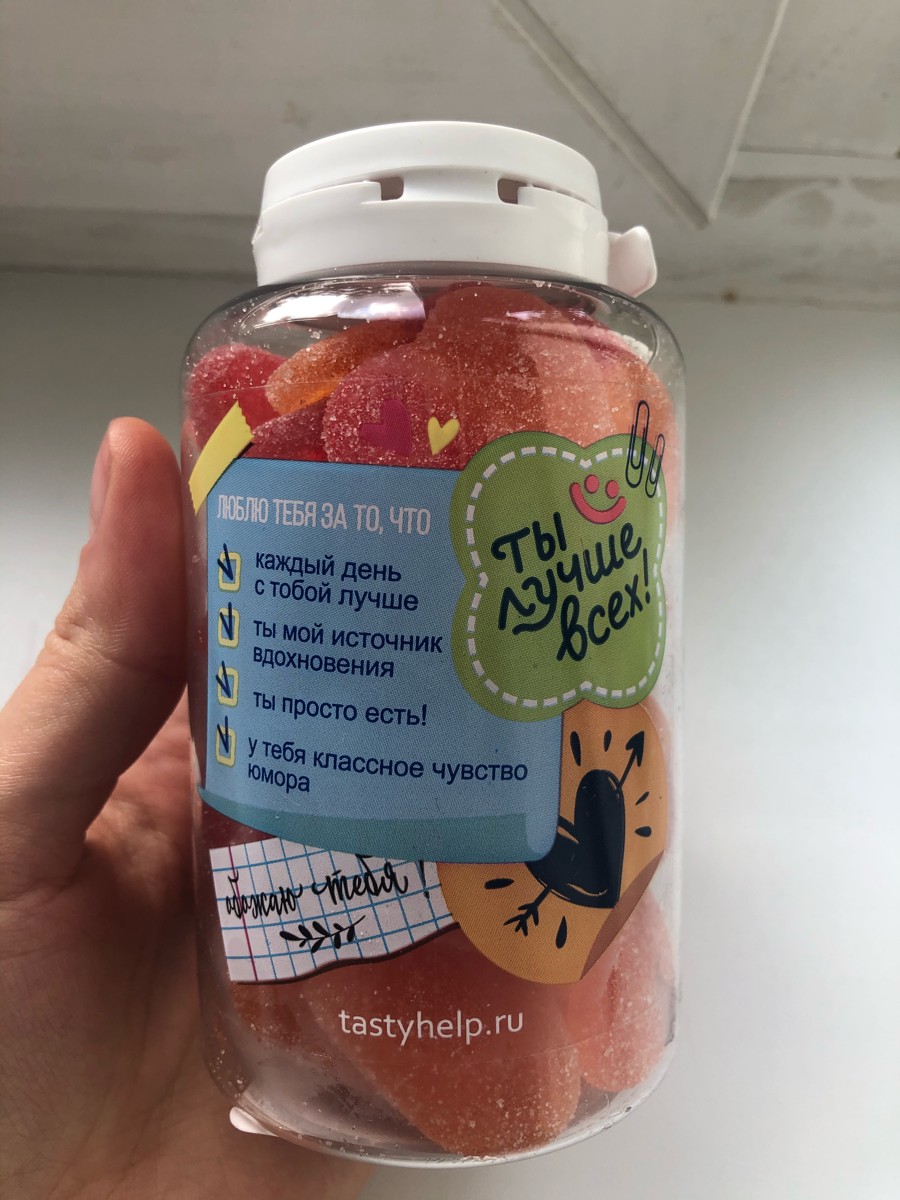 ЛЮБЛЮ ТЕБЯ ЗА ТО, ЧТО
каждый день
с тобой лучше
ты мой источник
вдохновения
ты просто есть!
у тебя классное чувство
юмора
ты
лучше
всех!
обожаю тебя!
tastyhelp.ru